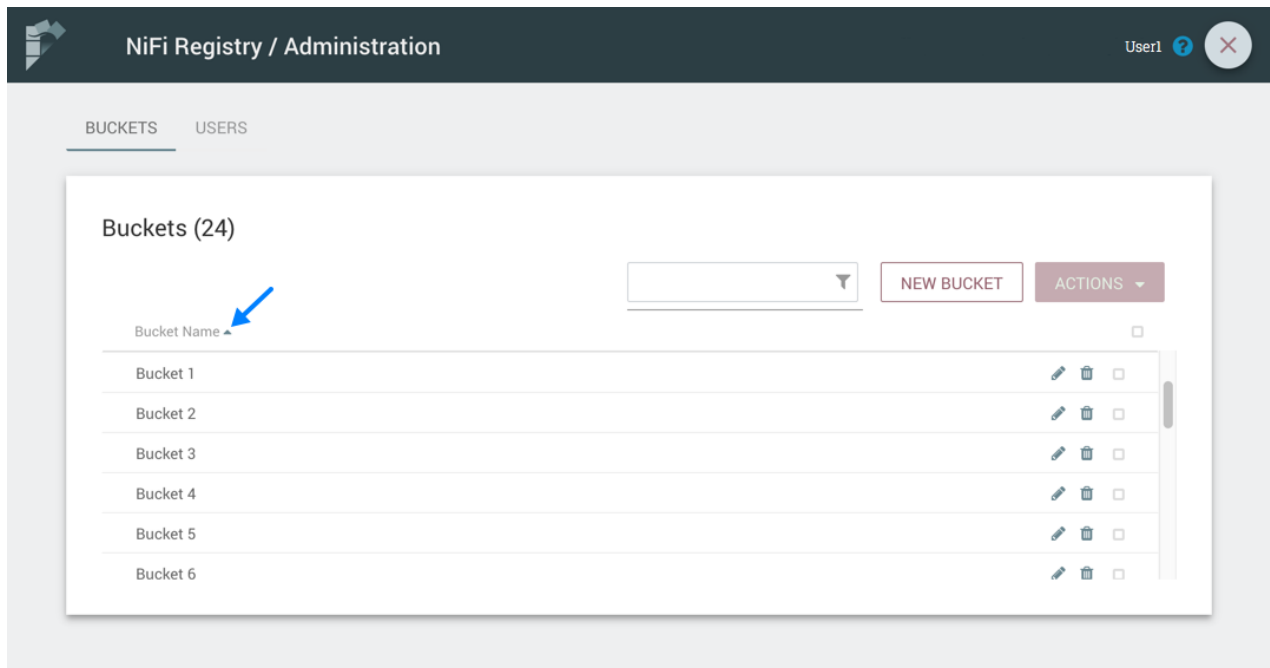 NiFi Registry / Administration
User1
BUCKETS USERS
Buckets (24)
NEW BUCKET ACTIONS
Bucket Name
Bucket 1
Bucket 2
Bucket 3
Bucket 4
Bucket 5
Bucket 6